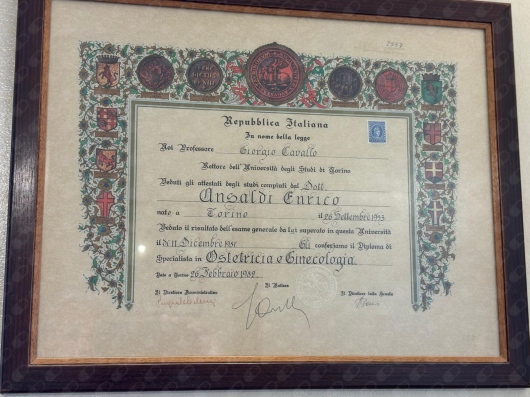 Repubblica Italiana
In nome della legge
Noi Professore Giorgio Cavallo
Rettore dell'Università degli Studi di Torino
Veduti gli attestati degli studi compiuti dal Dott.
Ansaldi Enrico
nato a Torino il 26 Settembre 1953
Veduto il risultato dell'esame generale da Lui superato in questa Università
il dì 11 Dicembre 1981 Gli conferiamo il Diploma di
Specialista in Ostetricia e Ginecologia
Dato a Torino 26 Febbraio 1982
Il Direttore Amministrativo Il Rettore Il Direttore della Scuola